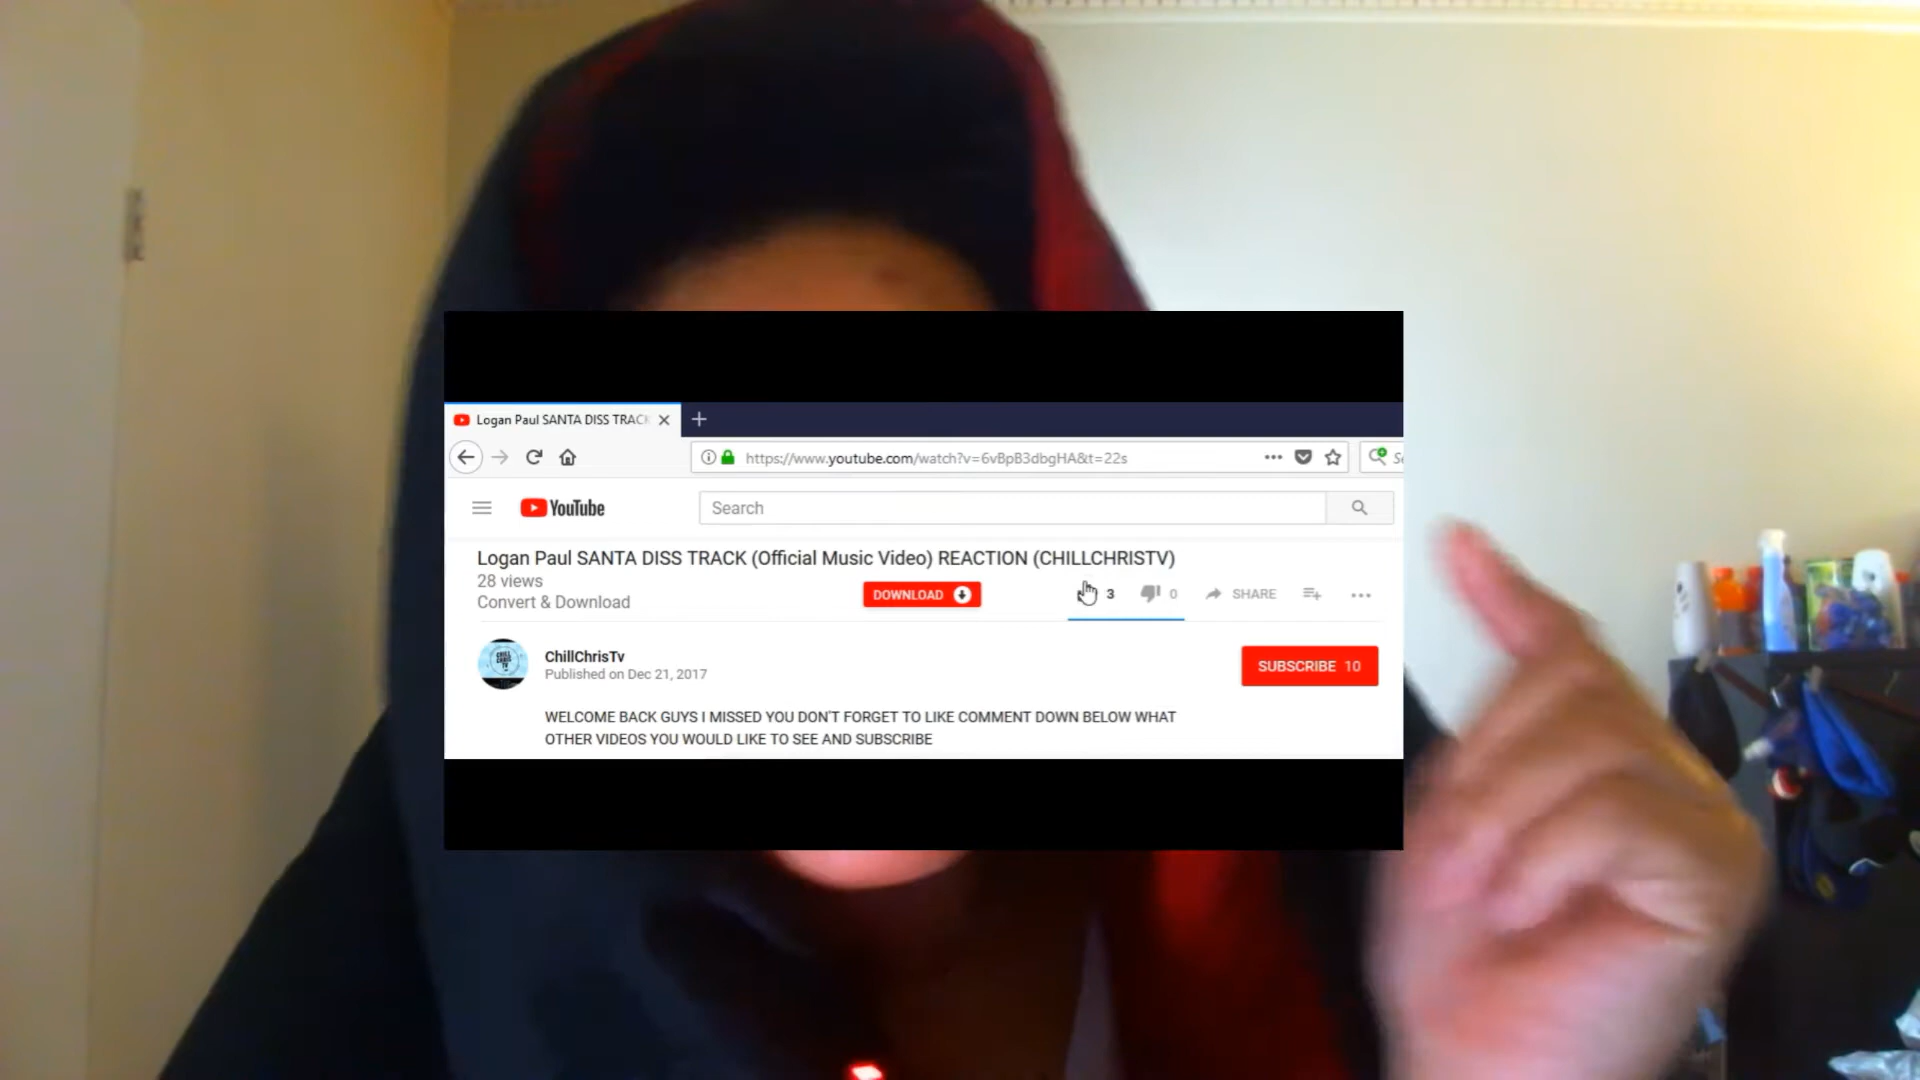 Logan Paul SANTA DISS TRACK
https://www.youtube.com/watch?v=6vBpB3dbgHA&t=22s
YouTube
Search
Logan Paul SANTA DISS TRACK (Official Music Video) REACTION (CHILLCHRISTV)
28 views
DOWNLOAD
3
0
SHARE
Convert & Download
CHILL CHRIS TV
ChillChrisTv
Published on Dec 21, 2017
SUBSCRIBE 10
WELCOME BACK GUYS I MISSED YOU DON'T FORGET TO LIKE COMMENT DOWN BELOW WHAT
OTHER VIDEOS YOU WOULD LIKE TO SEE AND SUBSCRIBE